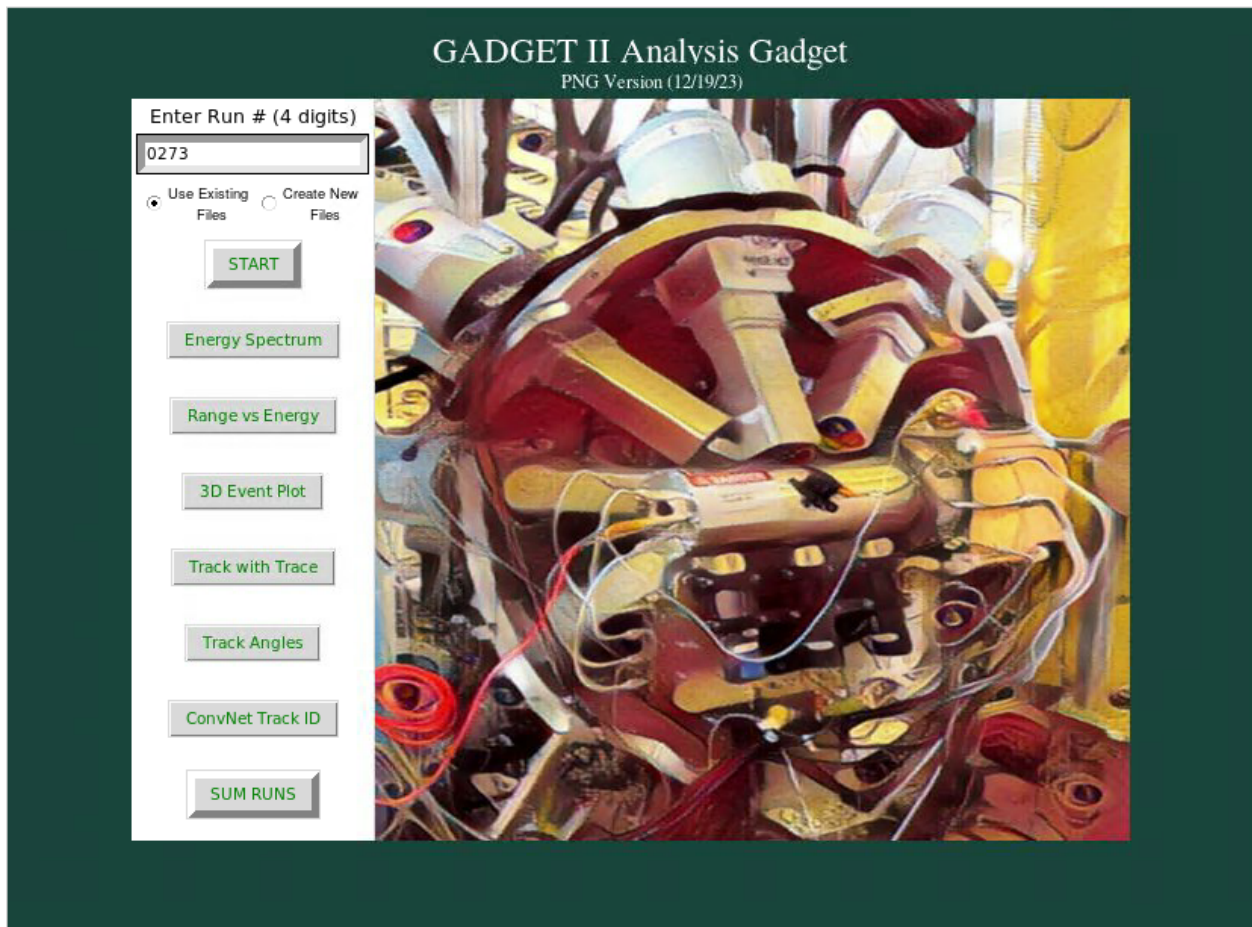 GADGET II Analysis Gadget
PNG Version (12/19/23)
Enter Run # (4 digits)
0273
Use Existing
Files
Create New
Files
START
Energy Spectrum
Range vs Energy
3D Event Plot
Track with Trace
Track Angles
ConvNet Track ID
SUM RUNS
DANGER